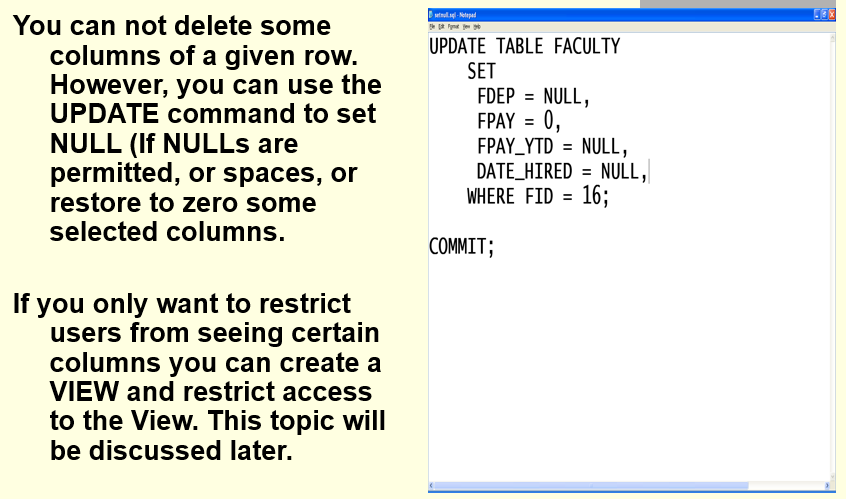 You can not delete some
columns of a given row.
However, you can use the
UPDATE command to set
NULL (If NULLs are
permitted, or spaces, or
restore to zero some
selected columns.
If you only want to restrict
users from seeing certain
columns you can create a
VIEW and restrict access
to the View. This topic will
be discussed later.
setnull.sql - Notepad
File Edit Format View Help
UPDATE TABLE FACULTY
SET
FDEP = NULL,
FPAY = 0,
FPAY_YTD = NULL,
DATE_HIRED = NULL,
WHERE FID = 16;
COMMIT;